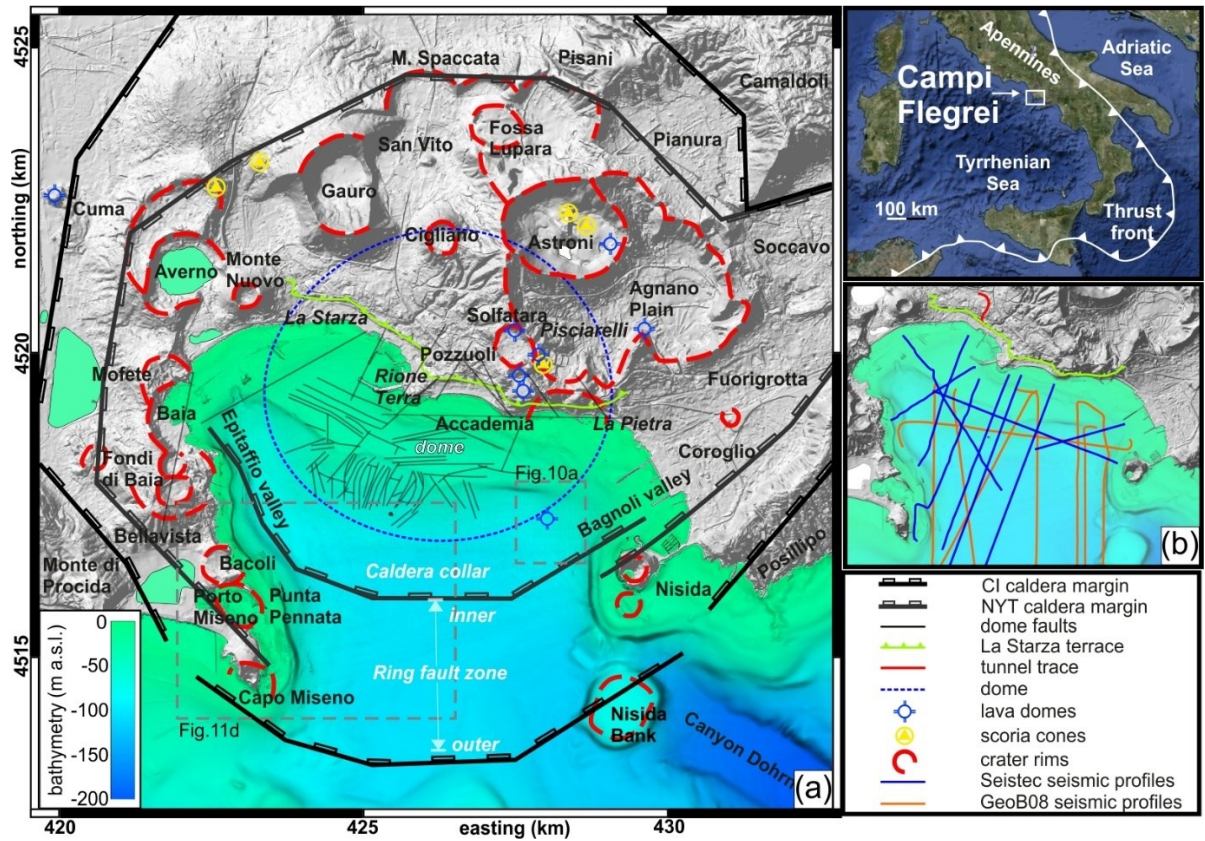 4525
4520
4515
northing (km)
420
425
430
easting (km)
M. Spaccata
Pisani
Camaldoli
Fossa
Lupara
Pianura
San Vito
Gauro
Cuma
Cigliano
Astroni
Soccavo
Averno
Monte
Nuovo
Agnano
Plain
La Starza
Solfatara
Pisciarelli
Pozzuoli
Mofete
Rione
Terra
Fuorigrotta
Baia
Accademia
La Pietra
dome
Coroglio
Epitaffio valley
Fondi
di Baia
Fig.10a
Bagnoli valley
Bellavista
Posillipo
Monte di
Procida
Bacoli
Caldera collar
Nisida
Porto
Miseno
Punta
Pennata
inner
Ring fault zone
Capo Miseno
Fig.11d
outer
Nisida
Bank
Canyon Dohrn
bathymetry (m a.s.l.)
0
-50
-100
-150
-200
(a)
Apennines
Adriatic
Sea
Campi
Flegrei
Tyrrhenian
Sea
100 km
Thrust
front
(b)
CI caldera margin
NYT caldera margin
dome faults
La Starza terrace
tunnel trace
dome
lava domes
scoria cones
crater rims
Seistec seismic profiles
GeoB08 seismic profiles